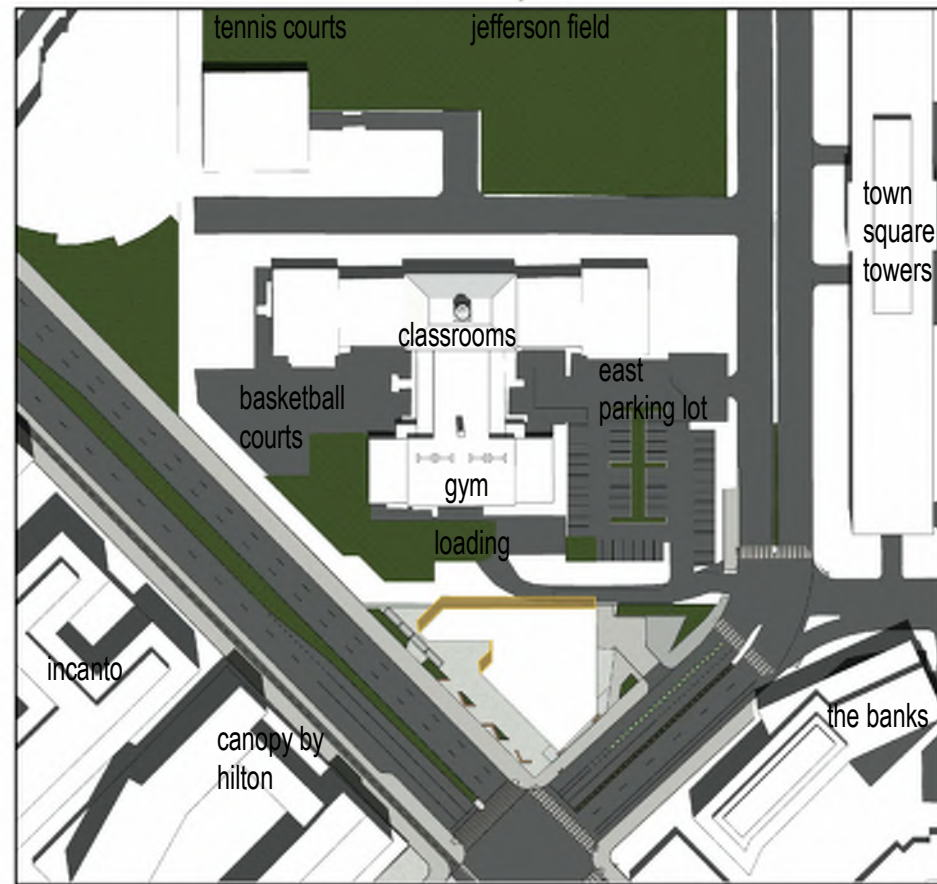 tennis courts
jefferson field
town
square
towers
classrooms
east
parking lot
basketball
courts
gym
loading
incanto
the banks
canopy by
hilton